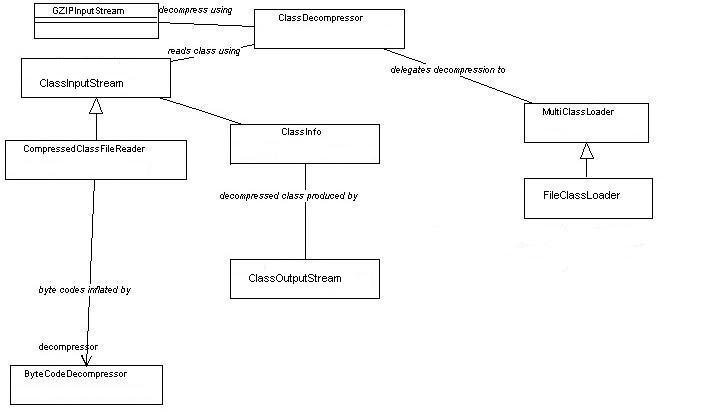 GZIPInputStream
decompress using
ClassDecompressor
reads class using
delegates decompression to
ClassInputStream
MultiClassLoader
ClassInfo
CompressedClassFileReader
FileClassLoader
decompressed class produced by
ClassOutputStream
byte codes inflated by
decompressor
ByteCodeDecompressor